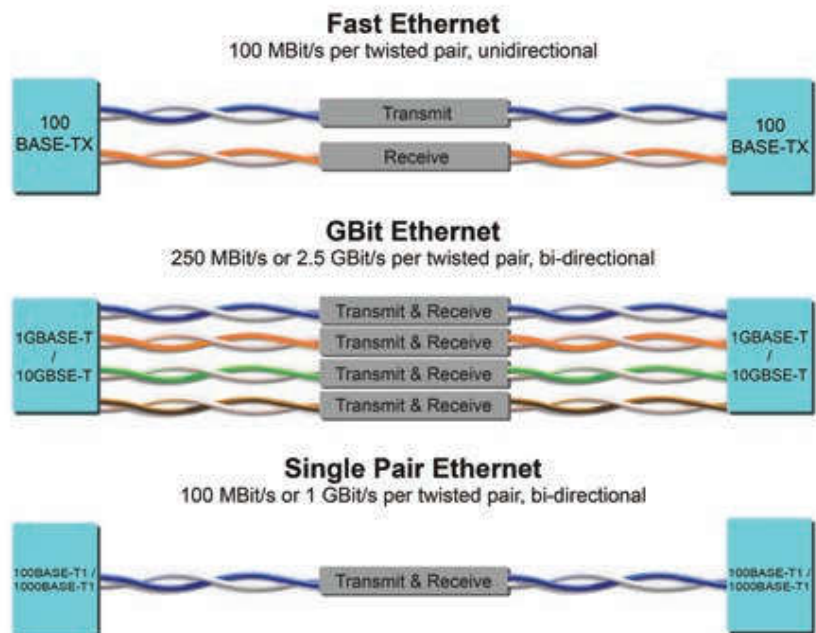 Fast Ethernet
100 MBit/s per twisted pair, unidirectional
100
BASE-TX
Transmit
Receive
100
BASE-TX
GBit Ethernet
250 MBit/s or 2.5 GBit/s per twisted pair, bi-directional
1GBASE-T
/
10GBSE-T
Transmit & Receive
Transmit & Receive
Transmit & Receive
Transmit & Receive
1GBASE-T
/
10GBSE-T
Single Pair Ethernet
100 MBit/s or 1 GBit/s per twisted pair, bi-directional
100BASE-T1 /
1000BASE-T1
Transmit & Receive
100BASE-T1 /
1000BASE-T1